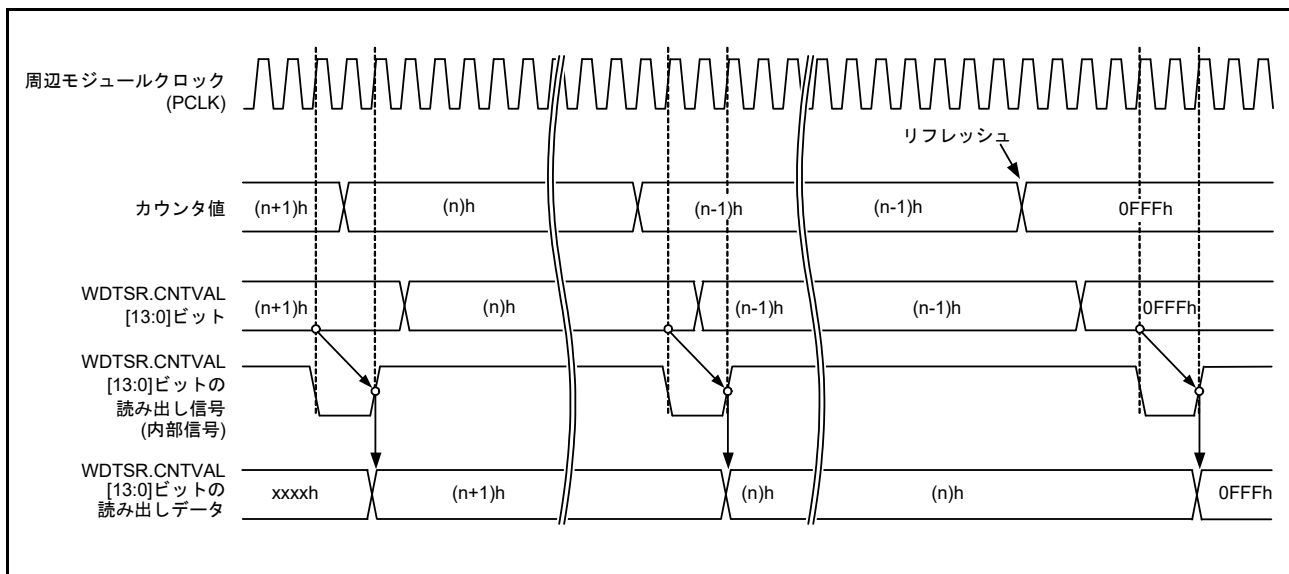 周辺モジュールクロック
(PCLK)
リフレッシュ
カウンタ値
(n+1)h
(n)h
(n-1)h
(n-1)h
0FFFh
WDTSR.CNTVAL
[13:0]ビット
(n+1)h
(n)h
(n-1)h
(n-1)h
0FFFh
WDTSR.CNTVAL
[13:0]ビットの
読み出し信号
(内部信号)
WDTSR.CNTVAL
[13:0]ビットの
読み出しデータ
xxxxh
(n+1)h
(n)h
(n)h
0FFFh